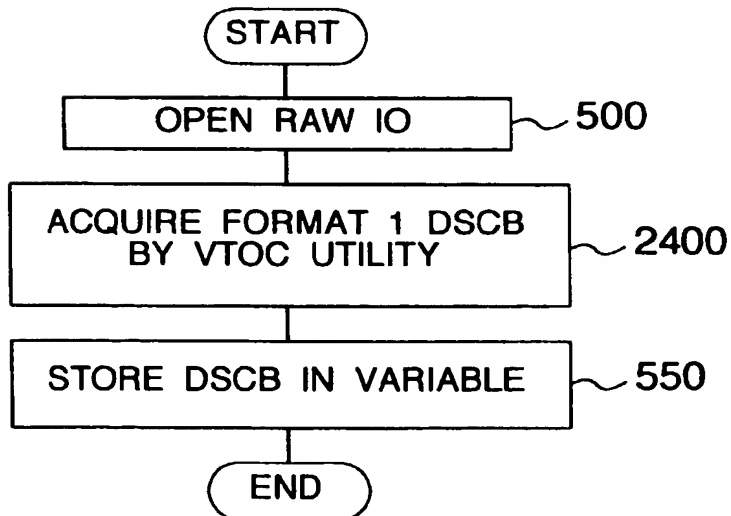 START
OPEN RAW IO
500
ACQUIRE FORMAT 1 DSCB
BY VTOC UTILITY
2400
STORE DSCB IN VARIABLE
550
END